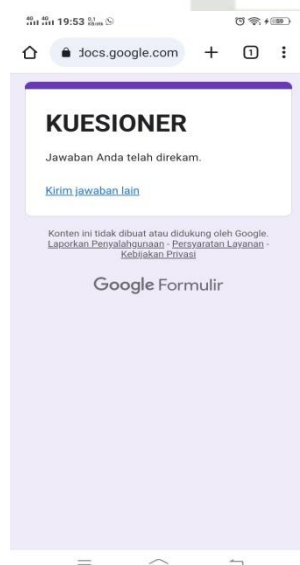 19:53
docs.google.com
1
KUESIONER
Jawaban Anda telah direkam.
Kirim jawaban lain
Konten ini tidak dibuat atau didukung oleh Google.
Laporkan Penyalahgunaan - Persyaratan Layanan -
Kebijakan Privasi
Google Formulir